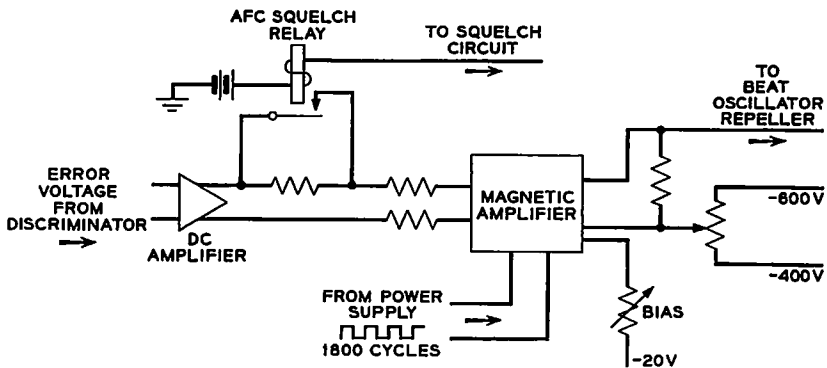 AFC SQUELCH
RELAY
TO SQUELCH
CIRCUIT
TO
BEAT
OSCILLATOR
REPELLER
ERROR
VOLTAGE
FROM
DISCRIMINATOR
DC
AMPLIFIER
MAGNETIC
AMPLIFIER
-600V
-400V
FROM POWER
SUPPLY
1800 CYCLES
BIAS
-20V